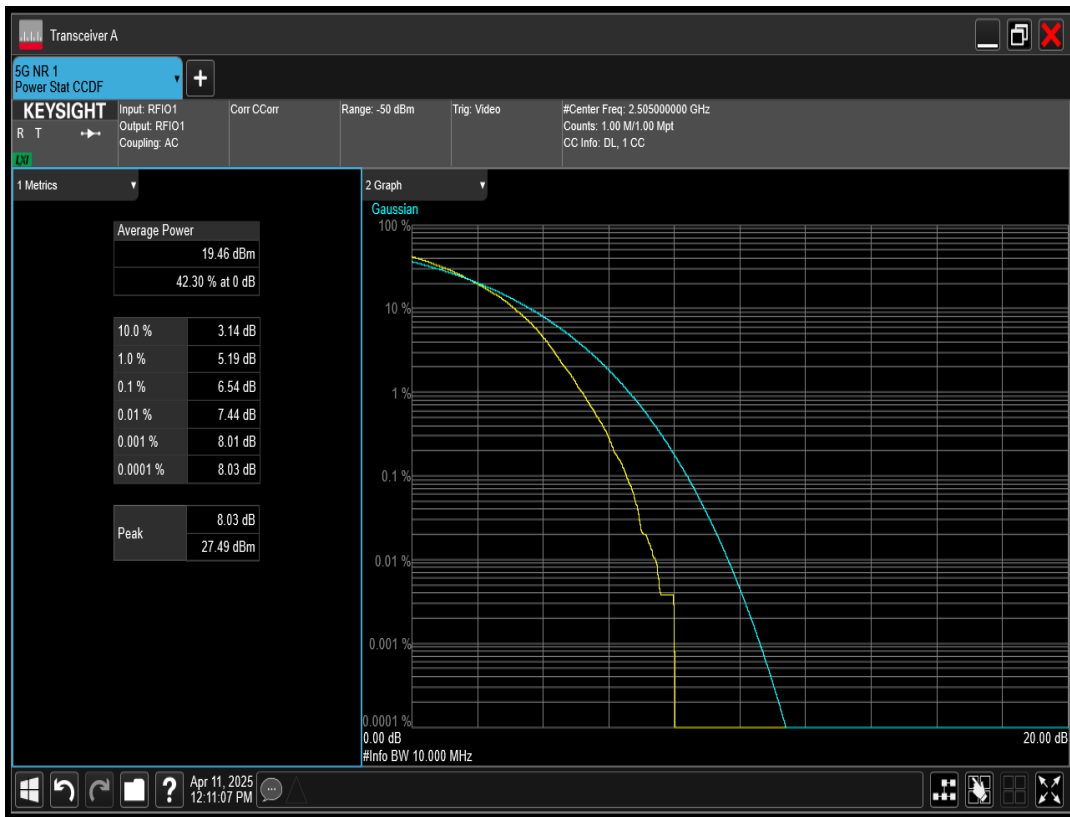 Transceiver A
5G NR 1
Power Stat CCDF
+
KEYSIGHT
R T
LXI
Input: RFIO1
Output: RFIO1
Coupling: AC
Corr CCorr
Range: -50 dBm
Trig: Video
#Center Freq: 2.505000000 GHz
Counts: 1.00 M/1.00 Mpt
CC Info: DL, 1 CC
1 Metrics
Average Power
19.46 dBm
42.30 % at 0 dB
10.0 % 3.14 dB
1.0 % 5.19 dB
0.1 % 6.54 dB
0.01 % 7.44 dB
0.001 % 8.01 dB
0.0001 % 8.03 dB
Peak
8.03 dB
27.49 dBm
2 Graph
Gaussian
100 %
10 %
1 %
0.1 %
0.01 %
0.001 %
0.0001 %
0.00 dB 20.00 dB
#Info BW 10.000 MHz
?
Apr 11, 2025
12:11:07 PM